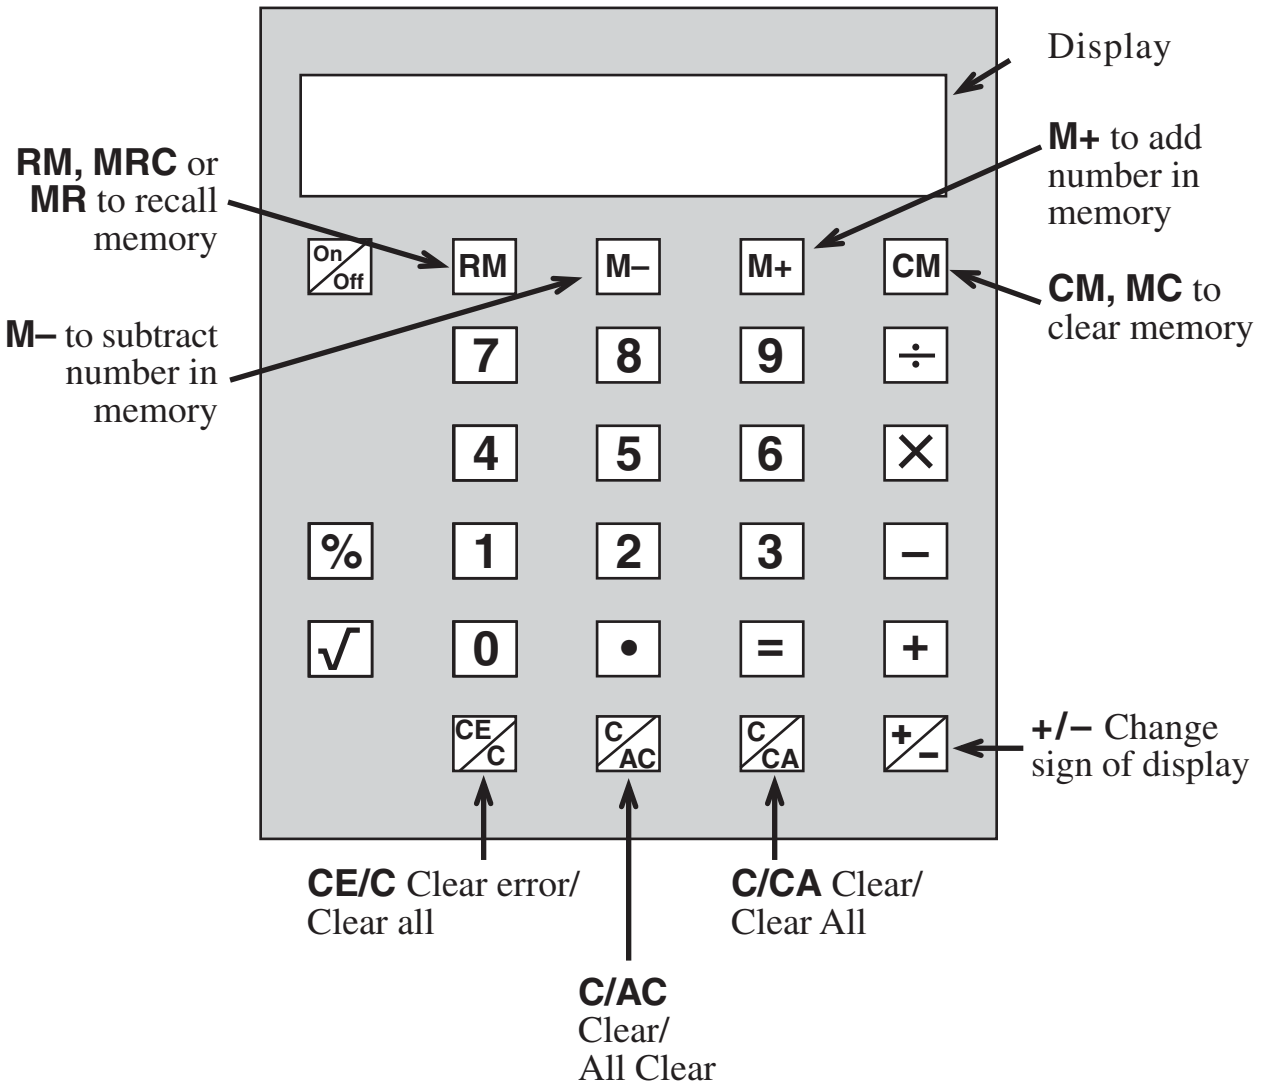 Display
RM, MRC or
MR to recall
memory
M+ to add
number in
memory
On/Off RM M– M+ CM
CM, MC to
clear memory
M– to subtract
number in
memory
7 8 9 ÷
4 5 6 ×
% 1 2 3 –
√ 0 • = +
CE/C C/AC C/CA +/–
+/– Change
sign of display
CE/C Clear error/
Clear all
C/CA Clear/
Clear All
C/AC
Clear/
All Clear